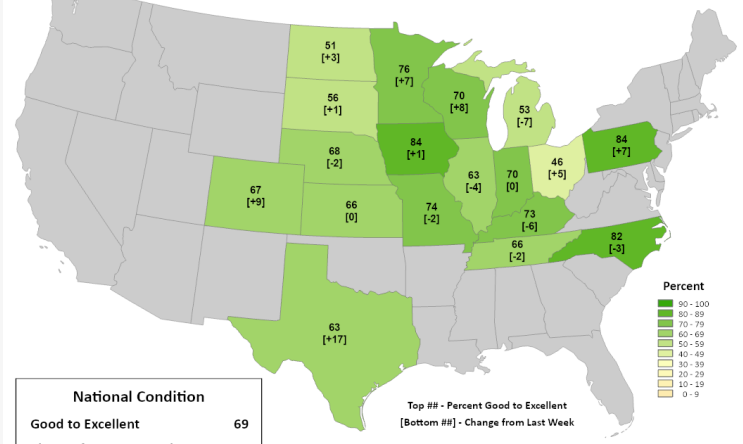 51
[+3]
76
[+7]
70
[+8]
56
[+1]
53
[-7]
84
[+1]
84
[+7]
68
[-2]
46
[+5]
63
[-4]
70
[0]
67
[+9]
66
[0]
74
[-2]
73
[-6]
66
[-2]
82
[-3]
63
[+17]
Percent
90 - 100
80 - 89
70 - 79
60 - 69
50 - 59
40 - 49
30 - 39
20 - 29
10 - 19
0 - 9
National Condition
Good to Excellent 69
Top ## - Percent Good to Excellent
[Bottom ##] - Change from Last Week